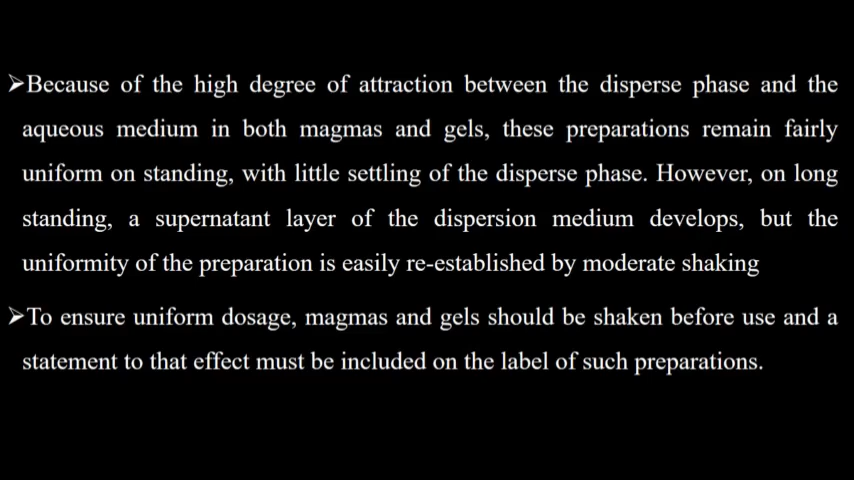 ➢Because of the high degree of attraction between the disperse phase and the
aqueous medium in both magmas and gels, these preparations remain fairly
uniform on standing, with little settling of the disperse phase. However, on long
standing, a supernatant layer of the dispersion medium develops, but the
uniformity of the preparation is easily re-established by moderate shaking
➢To ensure uniform dosage, magmas and gels should be shaken before use and a
statement to that effect must be included on the label of such preparations.